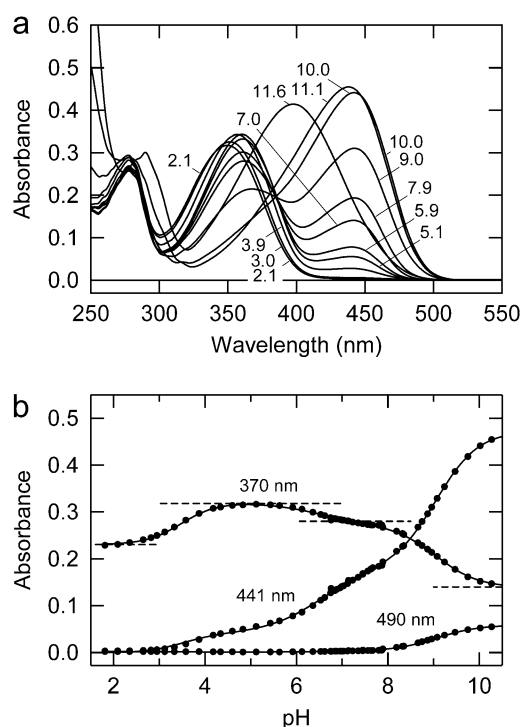 a
0.6
0.5
0.4
0.3
0.2
0.1
0.0
Absorbance
10.0
11.6
11.1
7.0
2.1
10.0
9.0
7.9
5.9
5.1
3.9
3.0
2.1
250 300 350 400 450 500 550
Wavelength (nm)
b
0.5
0.4
0.3
0.2
0.1
0.0
Absorbance
370 nm
441 nm
490 nm
2 4 6 8 10
pH